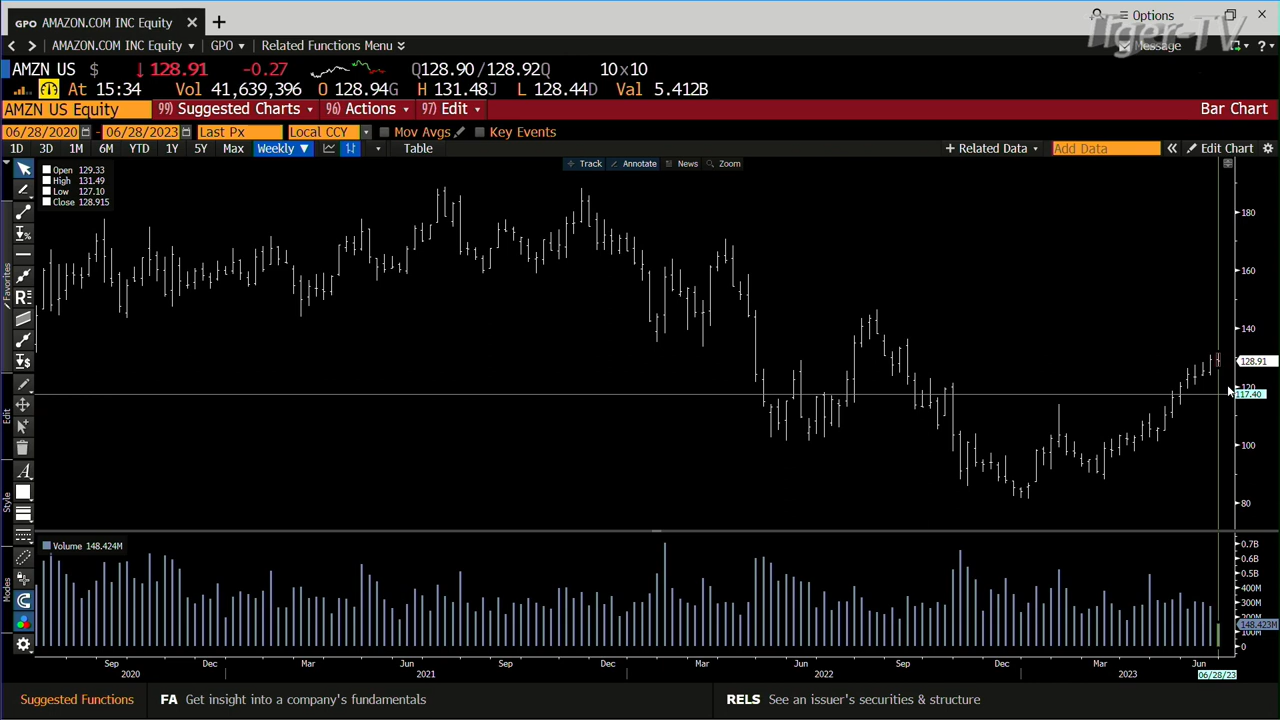 GPO AMAZON.COM INC Equity
Options
Tiger-TV
AMAZON.COM INC Equity GPO Related Functions Menu Message
AMZN US $ ↓ 128.91 -0.27 Q128.90 / 128.92Q 10x10
At 15:34 Vol 41,639,396 O 128.94G H 131.48J L 128.44D Val 5.412B
AMZN US Equity 99) Suggested Charts 96) Actions 97) Edit Bar Chart
06/28/2020 - 06/28/2023 Last Px Local CCY Mov Avgs Key Events
1D 3D 1M 6M YTD 1Y 5Y Max Weekly ▼ Table + Related Data Add Data « Edit Chart
Track Annotate News Zoom
Open 129.33
High 131.49
Low 127.10
Close 128.915
180
160
140
128.91
120
117.40
100
80
Favorites
Edit
Style
Modes
Volume 148.424M
0.7B
0.6B
0.5B
400M
300M
200M
148.423M
100M
0
Sep Dec Mar Jun Sep Dec Mar Jun Sep Dec Mar Jun
2020 2021 2022 2023 06/28/23
Suggested Functions FA Get insight into a company's fundamentals RELS See an issuer's securities & structure